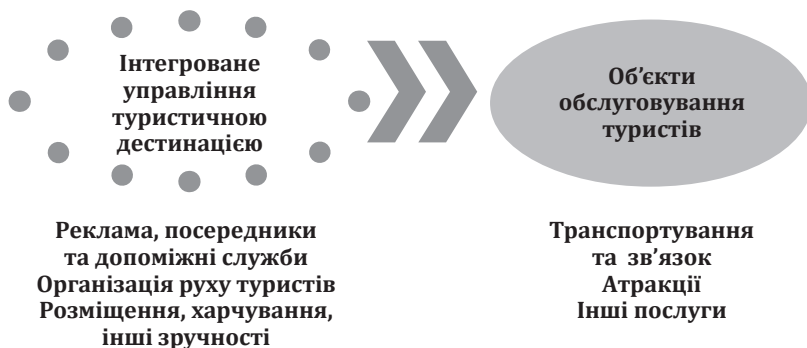 Інтегроване
управління
туристичною
дестинацією
Об’єкти
обслуговування
туристів
Реклама, посередники
та допоміжні служби
Організація руху туристів
Розміщення, харчування,
інші зручності
Транспортування
та зв’язок
Атракції
Інші послуги